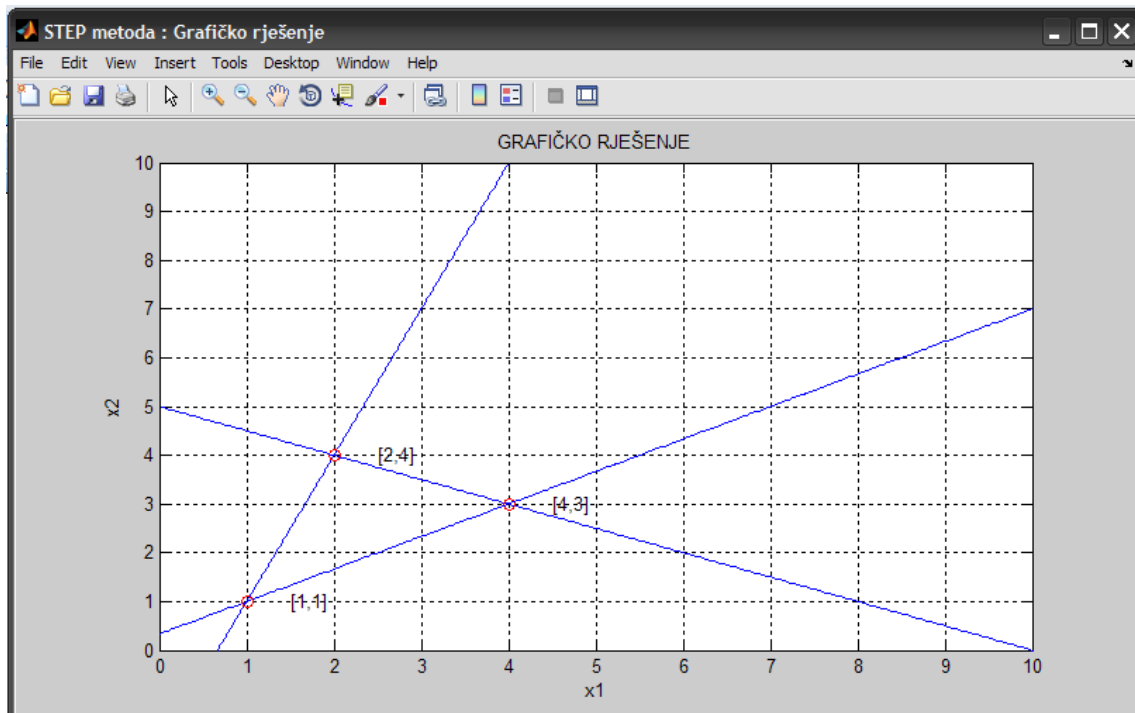 STEP metoda : Grafičko rješenje
File Edit View Insert Tools Desktop Window Help
GRAFIČKO RJEŠENJE
10
9
8
7
6
5
4
3
2
1
0
x2
[2,4]
[4,3]
[1,1]
0 1 2 3 4 5 6 7 8 9 10
x1